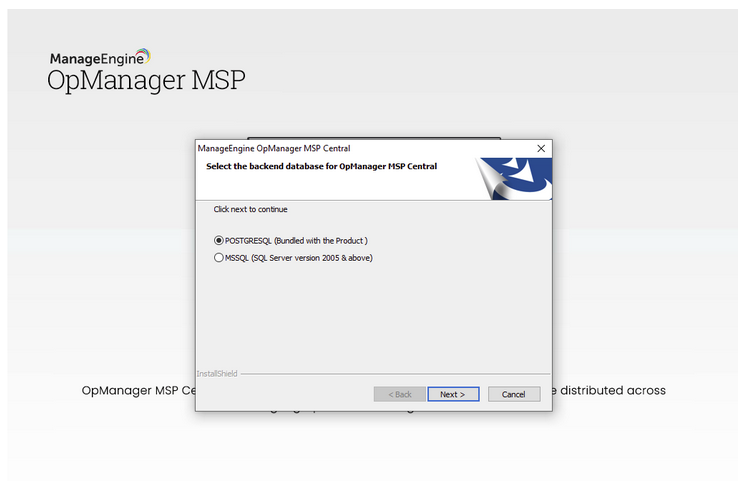 ManageEngine
OpManager MSP
ManageEngine OpManager MSP Central
Select the backend database for OpManager MSP Central
Click next to continue
POSTGRESQL (Bundled with the Product )
MSSQL (SQL Server version 2005 & above)
InstallShield
< Back Next > Cancel
OpManager MSP Ce e distributed across